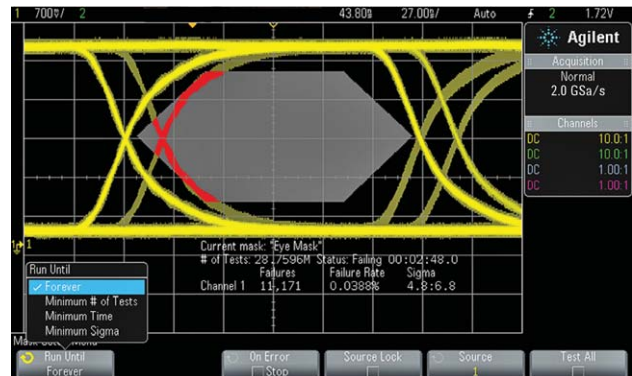 1 700♉/ 2 43.80♉ 27.00♉/ Auto ƒ 2 1.72V
Agilent
Acquisition
Normal
2.0 GSa/s
Channels
DC 10.0:1
DC 10.0:1
DC 1.00:1
DC 1.00:1
Current mask: "Eye Mask"
# of Tests: 28.7596M Status: Failing 00:02:48.0
Failures Failure Rate Sigma
Channel 1 11,171 0.0388% 4.8:6.8
Run Until
✓ Forever
Minimum # of Tests
Minimum Time
Minimum Sigma
Run Until
Forever
On Error
Stop
Source Lock
Source
1
Test All